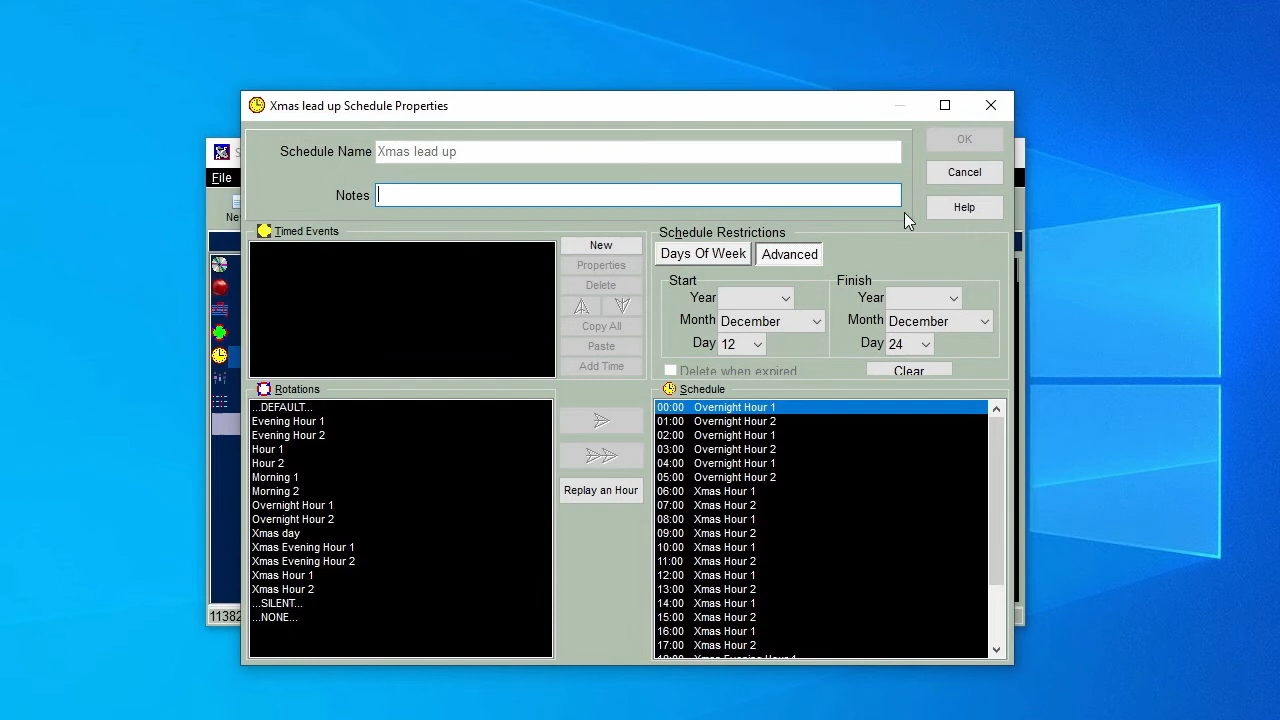 Xmas lead up Schedule Properties
Schedule Name Xmas lead up
Notes
OK
Cancel
Help
File
Timed Events
New
Properties
Delete
Copy All
Paste
Add Time
Schedule Restrictions
Days Of Week Advanced
Start
Year
Month December
Day 12
Finish
Year
Month December
Day 24
Delete when expired
Clear
Rotations
...DEFAULT...
Evening Hour 1
Evening Hour 2
Hour 1
Hour 2
Morning 1
Morning 2
Overnight Hour 1
Overnight Hour 2
Xmas day
Xmas Evening Hour 1
Xmas Evening Hour 2
Xmas Hour 1
Xmas Hour 2
...SILENT...
...NONE...
Replay an Hour
Schedule
00:00 Overnight Hour 1
01:00 Overnight Hour 2
02:00 Overnight Hour 1
03:00 Overnight Hour 2
04:00 Overnight Hour 1
05:00 Overnight Hour 2
06:00 Xmas Hour 1
07:00 Xmas Hour 2
08:00 Xmas Hour 1
09:00 Xmas Hour 2
10:00 Xmas Hour 1
11:00 Xmas Hour 2
12:00 Xmas Hour 1
13:00 Xmas Hour 2
14:00 Xmas Hour 1
15:00 Xmas Hour 2
16:00 Xmas Hour 1
17:00 Xmas Hour 2
18:00 Xmas Evening Hour 1
11382